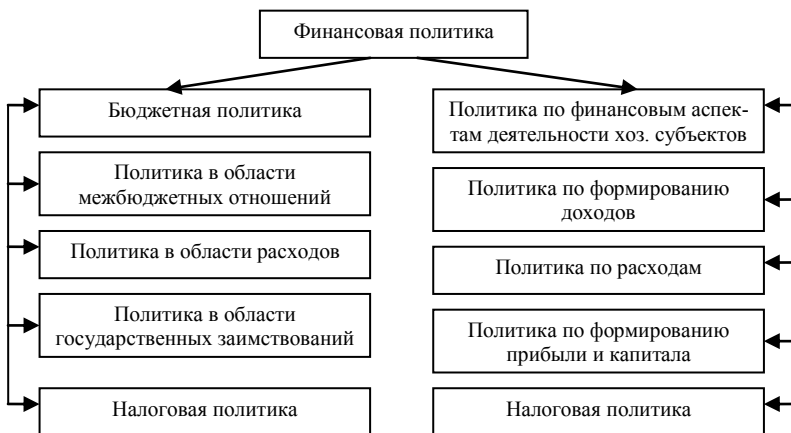 Финансовая политика
Бюджетная политика
Политика в области
межбюджетных отношений
Политика в области расходов
Политика в области
государственных заимствований
Налоговая политика
Политика по финансовым аспек-
там деятельности хоз. субъектов
Политика по формированию
доходов
Политика по расходам
Политика по формированию
прибыли и капитала
Налоговая политика